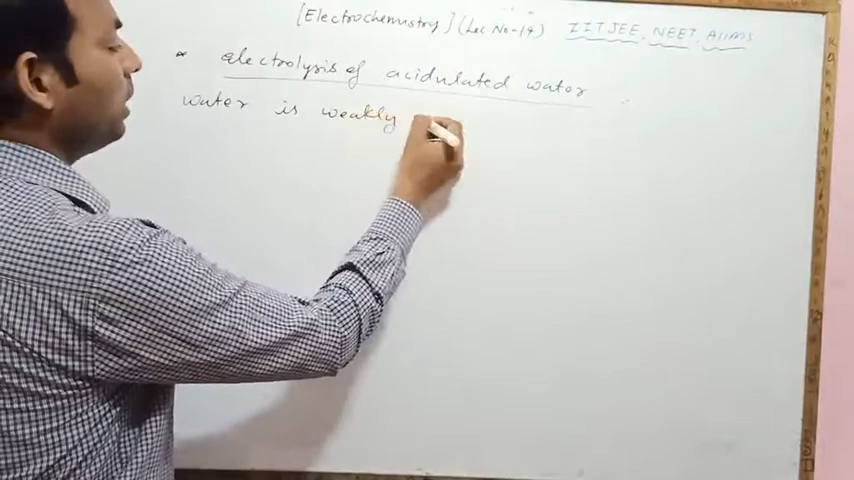 [Electrochemistry] (Lec No-14) IITJEE, NEET, AIIMS
* electrolysis of acidulated water
water is weakly